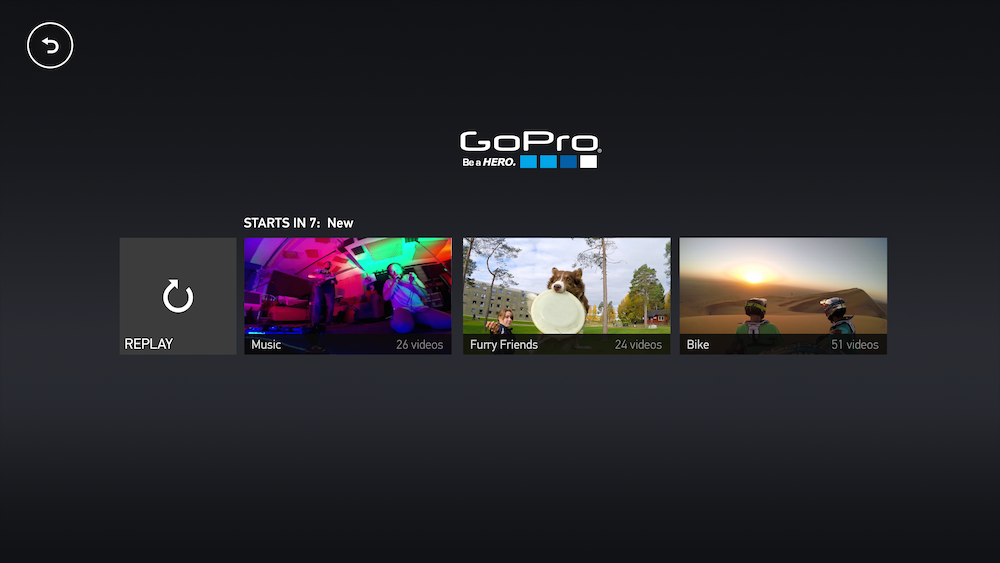 GoPro®
Be a HERO.
STARTS IN 7: New
REPLAY
Music 26 videos
Furry Friends 24 videos
Bike 51 videos